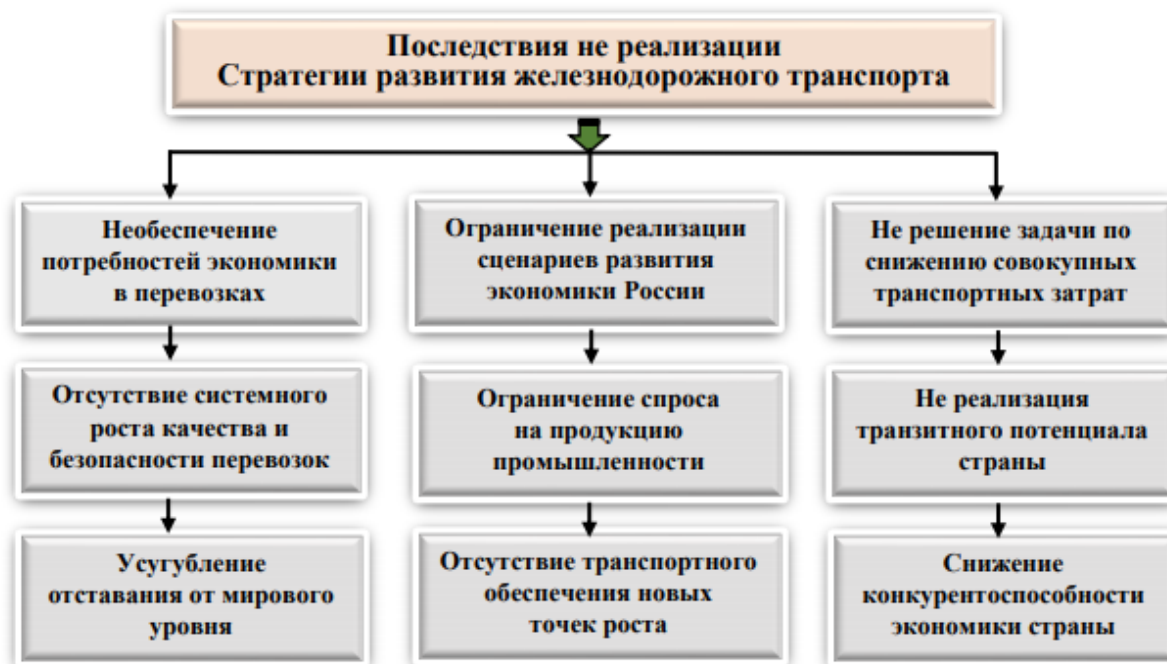 Последствия не реализации
Стратегии развития железнодорожного транспорта
Необеспечение
потребностей экономики
в перевозках
Ограничение реализации
сценариев развития
экономики России
Не решение задачи по
снижению совокупных
транспортных затрат
Отсутствие системного
роста качества и
безопасности перевозок
Ограничение спроса
на продукцию
промышленности
Не реализация
транзитного потенциала
страны
Усугубление
отставания от мирового
уровня
Отсутствие транспортного
обеспечения новых
точек роста
Снижение
конкурентоспособности
экономики страны